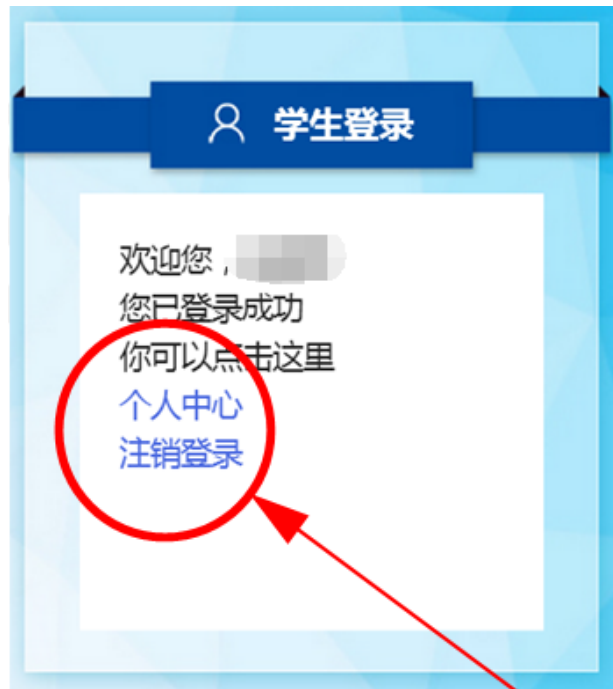 学生登录
欢迎您，
您已登录成功
你可以点击这里
个人中心
注销登录